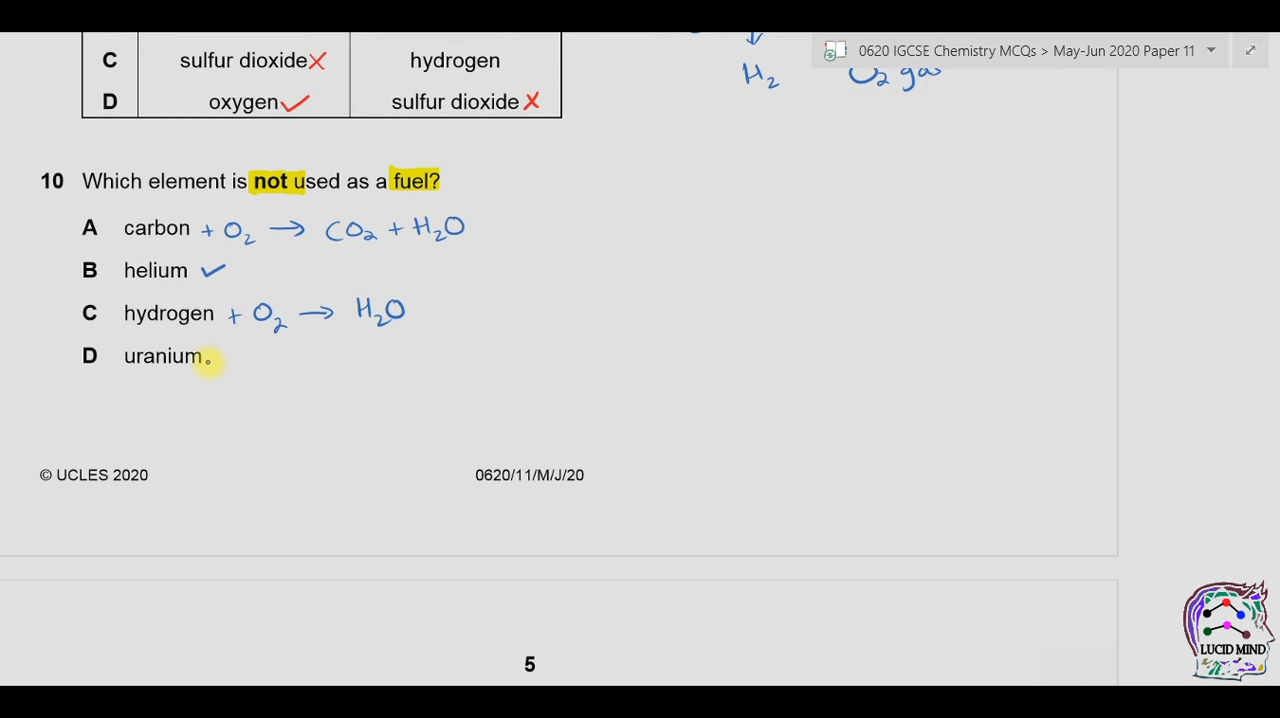 0620 IGCSE Chemistry MCQs > May-Jun 2020 Paper 11
C sulfur dioxide ✗ hydrogen
H₂ O₂ gas
D oxygen ✓ sulfur dioxide ✗
10 Which element is not used as a fuel?
A carbon + O₂ → CO₂ + H₂O
B helium ✓
C hydrogen + O₂ → H₂O
D uranium
© UCLES 2020 0620/11/M/J/20
LUCID MIND
5